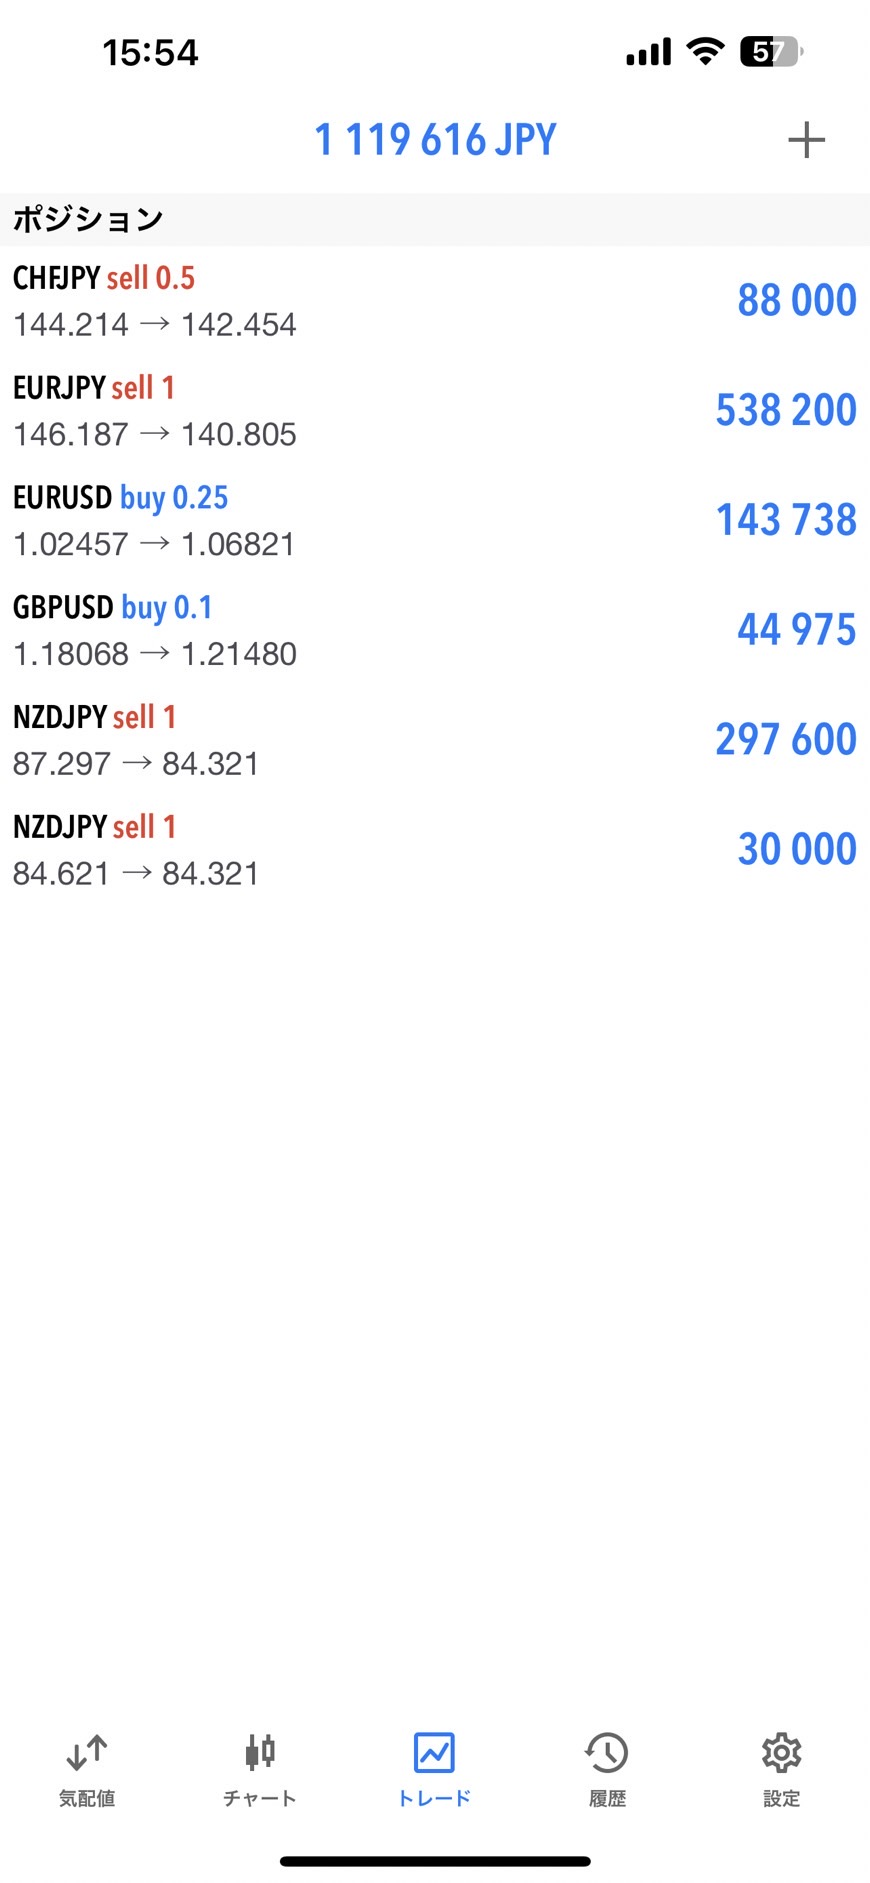 15:54
57
1 119 616 JPY
ポジション
CHFJPY sell 0.5
88 000
144.214 → 142.454
EURJPY sell 1
538 200
146.187 → 140.805
EURUSD buy 0.25
143 738
1.02457 → 1.06821
GBPUSD buy 0.1
44 975
1.18068 → 1.21480
NZDJPY sell 1
297 600
87.297 → 84.321
NZDJPY sell 1
30 000
84.621 → 84.321
気配値 チャート トレード 履歴 設定